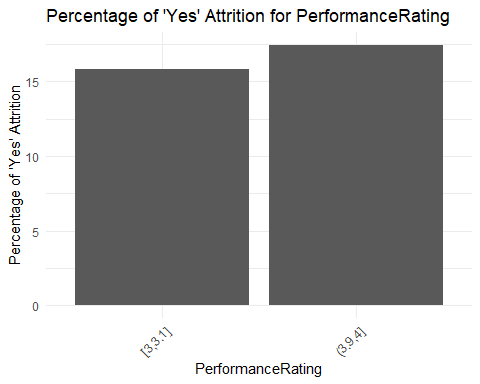 Percentage of 'Yes' Attrition for PerformanceRating
Percentage of 'Yes' Attrition
15
10
5
0
[3,3.1]
(3.9,4]
PerformanceRating